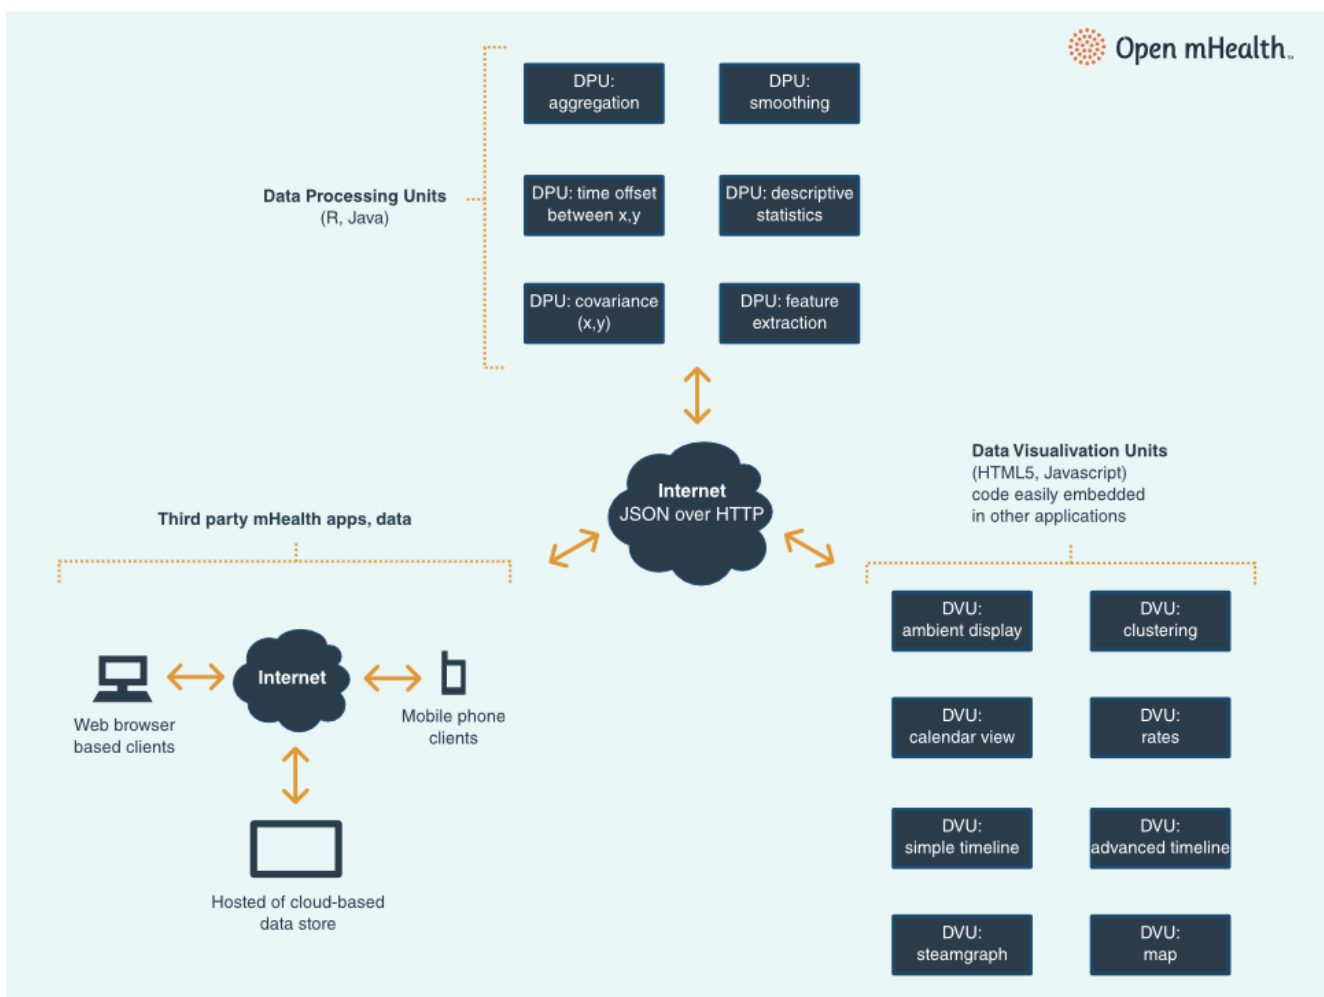 Open mHealth™
DPU:
aggregation
DPU:
smoothing
Data Processing Units
(R, Java)
DPU: time offset
between x,y
DPU: descriptive
statistics
DPU: covariance
(x,y)
DPU: feature
extraction
Internet
JSON over HTTP
Data Visualivation Units
(HTML5, Javascript)
code easily embedded
in other applications
Third party mHealth apps, data
Internet
Web browser
based clients
Mobile phone
clients
Hosted of cloud-based
data store
DVU:
ambient display
DVU:
clustering
DVU:
calendar view
DVU:
rates
DVU:
simple timeline
DVU:
advanced timeline
DVU:
steamgraph
DVU:
map